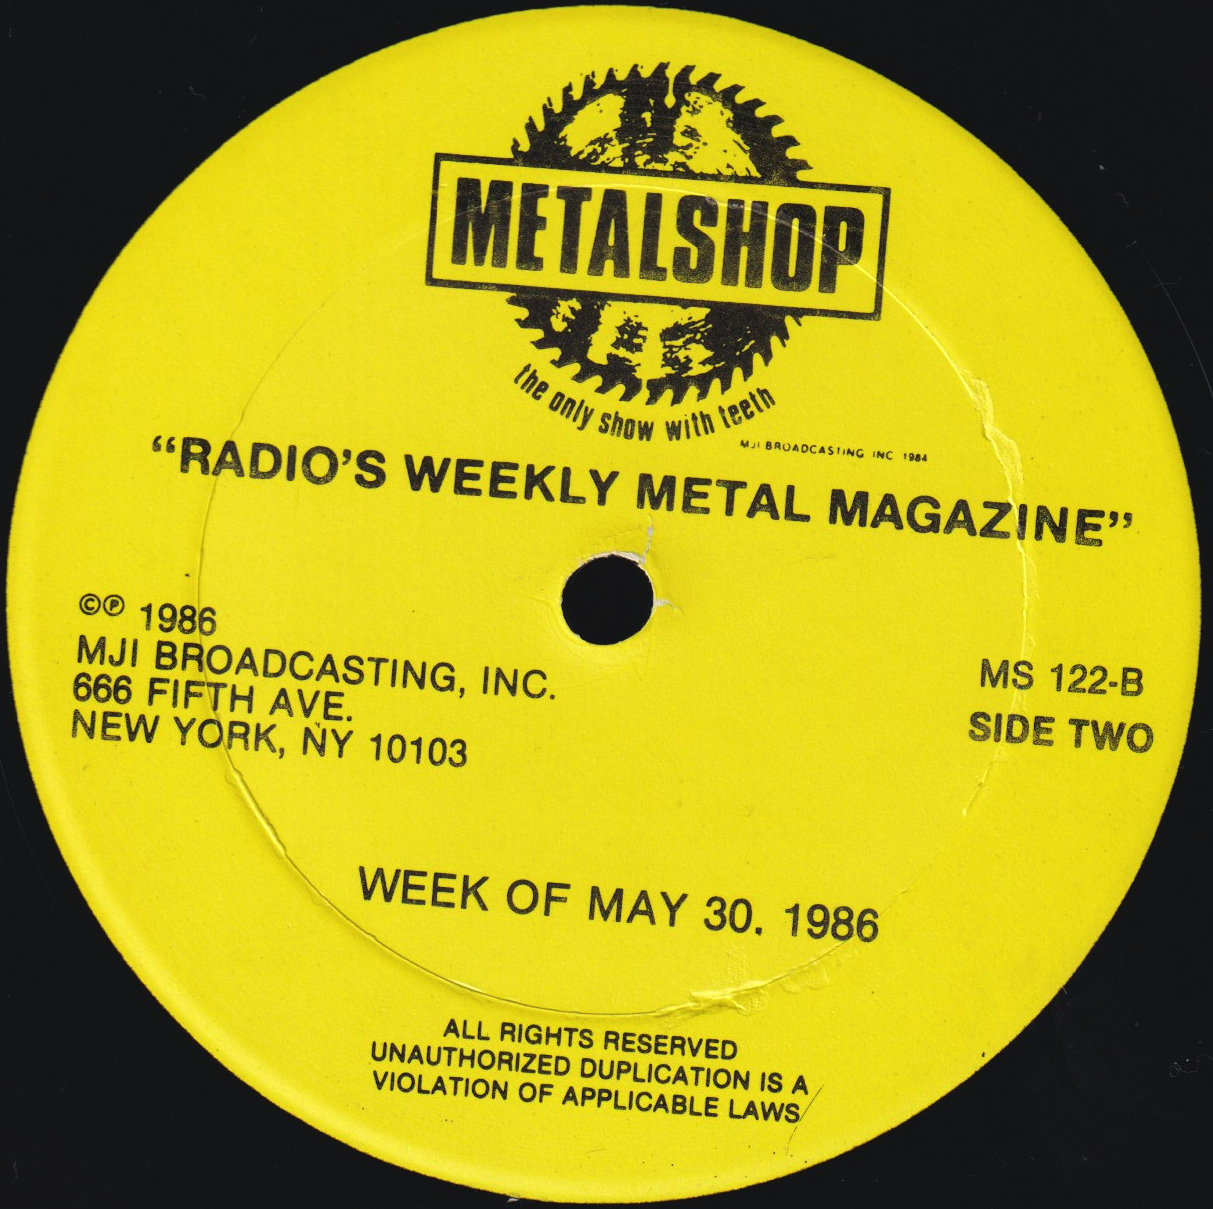 METALSHOP
the only show with teeth
MJI BROADCASTING INC 1984
“RADIO’S WEEKLY METAL MAGAZINE”
©℗ 1986
MJI BROADCASTING, INC.
666 FIFTH AVE.
NEW YORK, NY 10103
MS 122-B
SIDE TWO
WEEK OF MAY 30. 1986
ALL RIGHTS RESERVED
UNAUTHORIZED DUPLICATION IS A
VIOLATION OF APPLICABLE LAWS